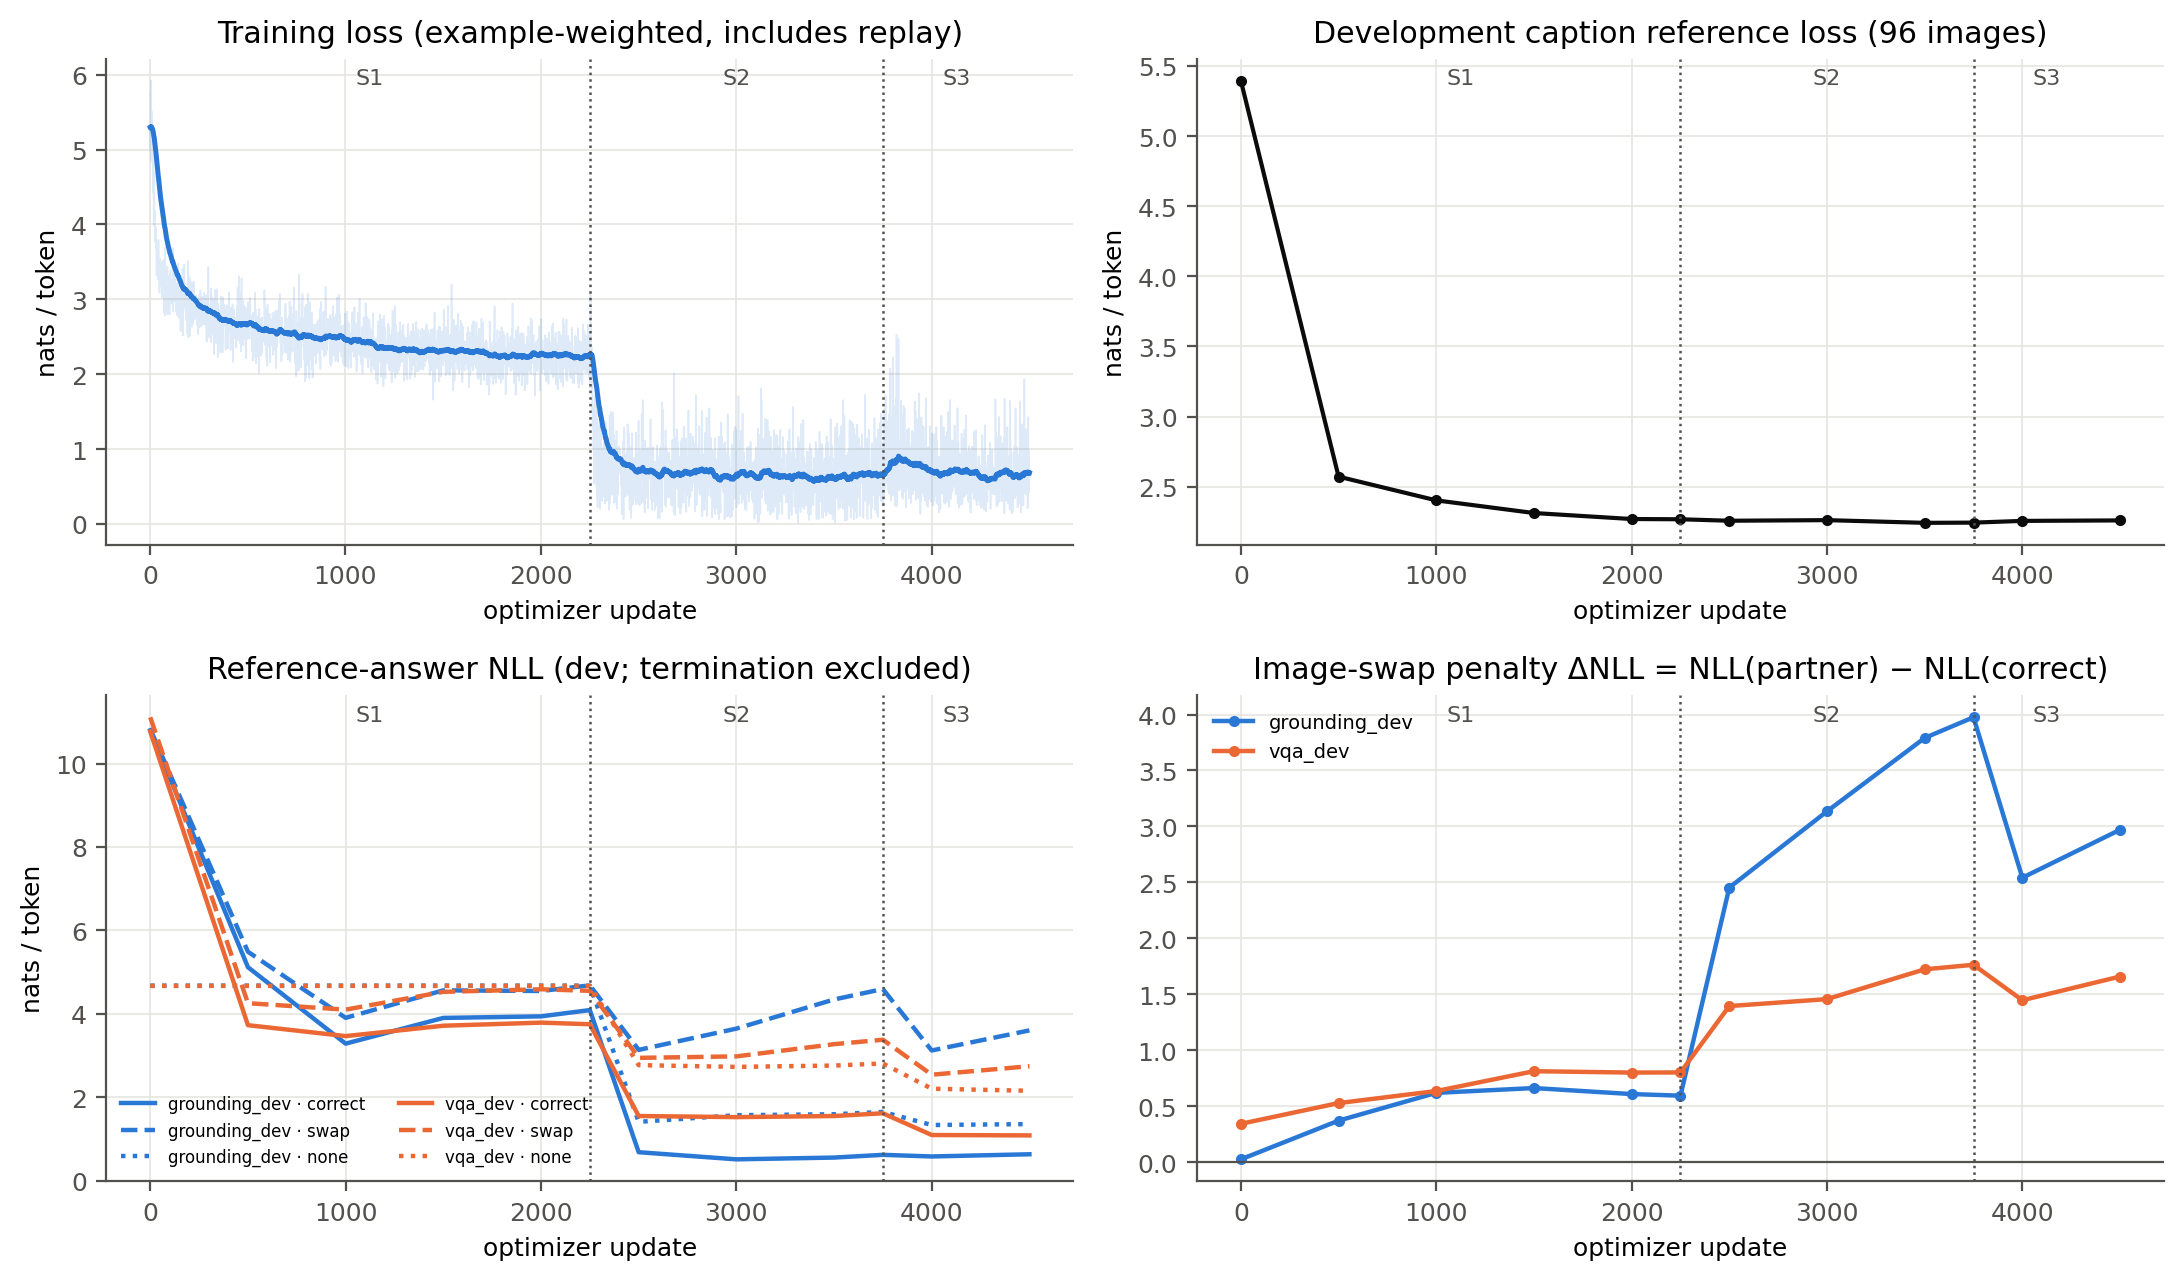 Training loss (example-weighted, includes replay)
S1
S2
S3
6
5
4
3
2
1
0
nats / token
0
1000
2000
3000
4000
optimizer update
Development caption reference loss (96 images)
S1
S2
S3
5.5
5.0
4.5
4.0
3.5
3.0
2.5
nats / token
0
1000
2000
3000
4000
optimizer update
Reference-answer NLL (dev; termination excluded)
S1
S2
S3
10
8
6
4
2
0
nats / token
grounding_dev · correct
grounding_dev · swap
grounding_dev · none
vqa_dev · correct
vqa_dev · swap
vqa_dev · none
0
1000
2000
3000
4000
optimizer update
Image-swap penalty ΔNLL = NLL(partner) − NLL(correct)
grounding_dev
vqa_dev
S1
S2
S3
4.0
3.5
3.0
2.5
2.0
1.5
1.0
0.5
0.0
0
1000
2000
3000
4000
optimizer update